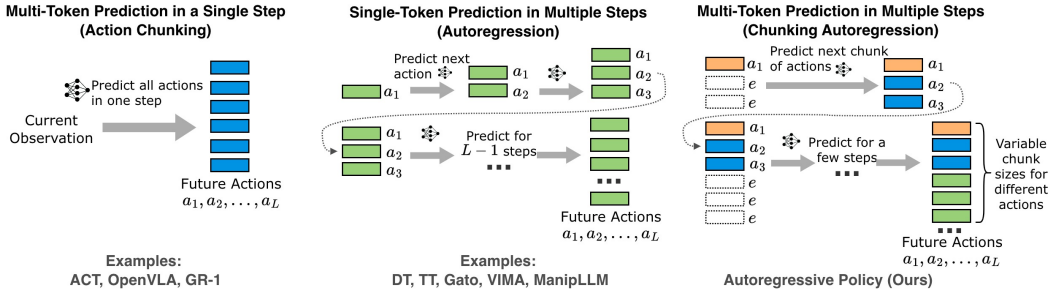 Multi-Token Prediction in a Single Step
(Action Chunking)
Predict all actions
in one step
Current
Observation
Future Actions
a₁, a₂, . . . , a_L
Examples:
ACT, OpenVLA, GR-1
Single-Token Prediction in Multiple Steps
(Autoregression)
a₁
Predict next
action
a₁
a₂
a₁
a₂
a₃
a₁
a₂
a₃
Predict for
L − 1 steps
Future Actions
a₁, a₂, . . . , a_L
Examples:
DT, TT, Gato, VIMA, ManipLLM
Multi-Token Prediction in Multiple Steps
(Chunking Autoregression)
a₁
e
e
Predict next chunk
of actions
a₁
a₂
a₃
a₁
a₂
a₃
e
e
e
Predict for a
few steps
Variable
chunk
sizes for
different
actions
Future Actions
a₁, a₂, . . . , a_L
Autoregressive Policy (Ours)